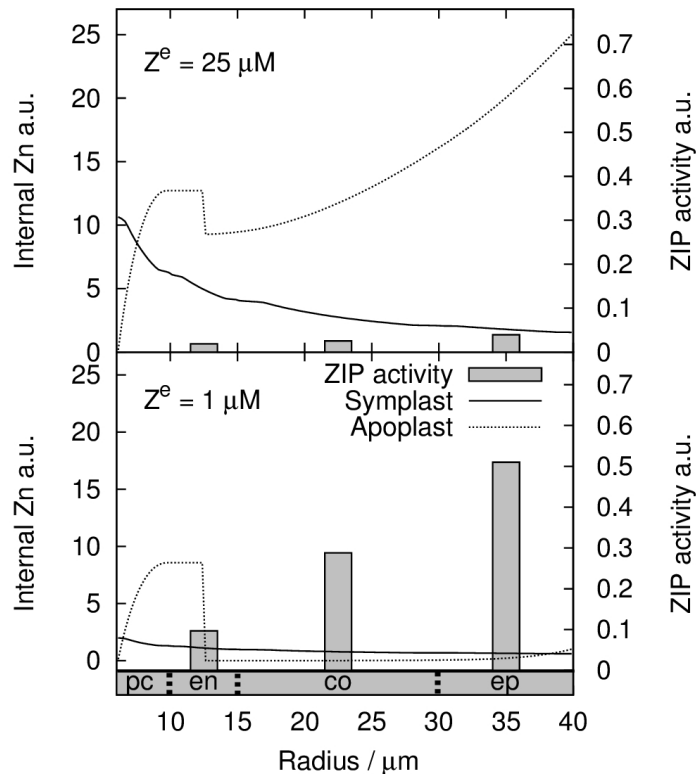 Internal Zn a.u.
25
20
15
10
5
0
Zᵉ = 25 μM
0.7
0.6
0.5
0.4
0.3
0.2
0.1
0
ZIP activity a.u.
Internal Zn a.u.
25
20
15
10
5
0
Zᵉ = 1 μM
ZIP activity
Symplast
Apoplast
0.7
0.6
0.5
0.4
0.3
0.2
0.1
0
ZIP activity a.u.
pc en co ep
10 15 20 25 30 35 40
Radius / μm